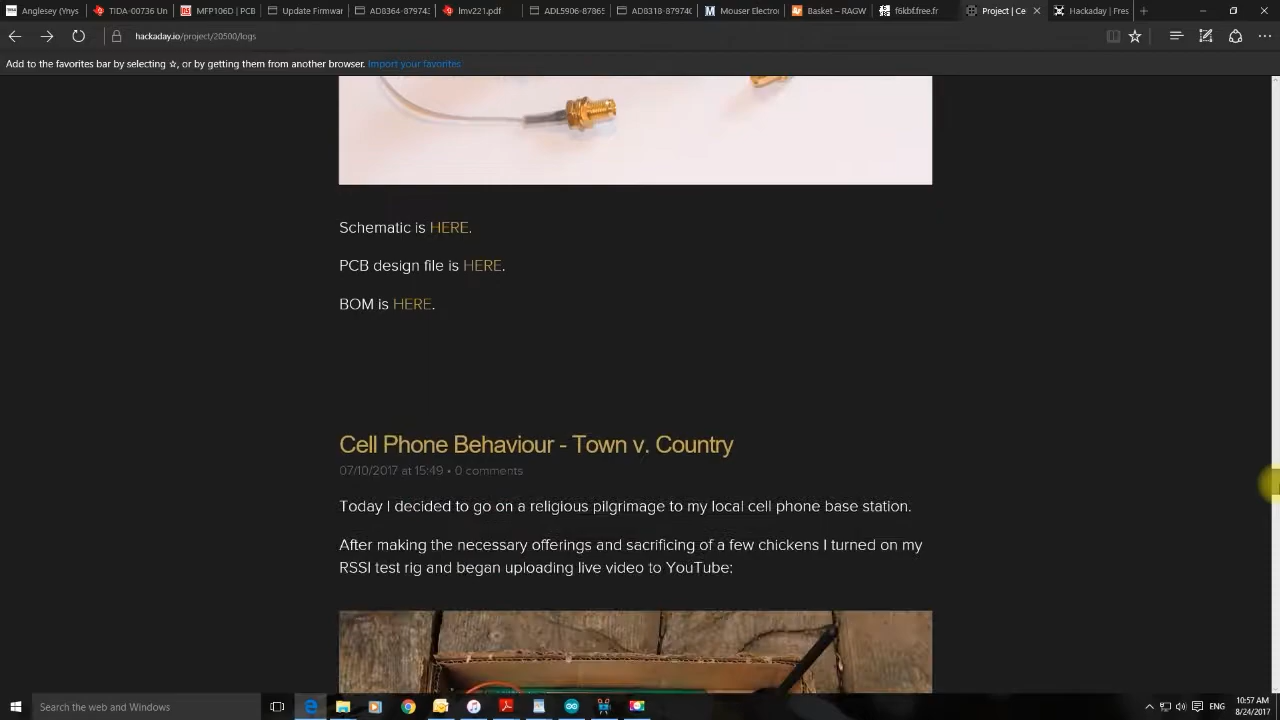 Anglesey (Ynys
TIDA-00736 Un
MFP106D | PCB
Update Firmwar
AD8364-87974
lmv221.pdf
ADL5906-8786
AD8318-87974
Mouser Electro
Basket – RAGW
f6kbf.free.fr
Project | Ce
Hackaday | Fres
hackaday.io/project/20500/logs
Add to the favorites bar by selecting ☆, or by getting them from another browser. Import your favorites
Schematic is HERE.
PCB design file is HERE.
BOM is HERE.
Cell Phone Behaviour - Town v. Country
07/10/2017 at 15:49 • 0 comments
Today I decided to go on a religious pilgrimage to my local cell phone base station.
After making the necessary offerings and sacrificing of a few chickens I turned on my
RSSI test rig and began uploading live video to YouTube:
Search the web and Windows
ENG
10:57 AM
8/24/2017